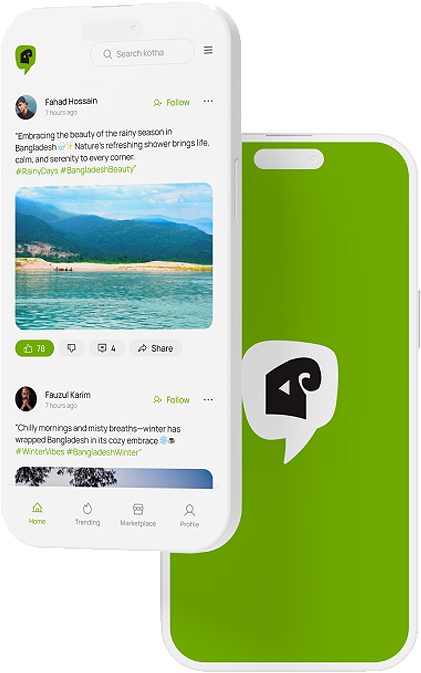 Search kotha
Fahad Hossain
7 hours ago
Follow
"Embracing the beauty of the rainy season in
Bangladesh 🌧️✨ Nature's refreshing shower brings life,
calm, and serenity to every corner.
#RainyDays #BangladeshBeauty"
78
4
Share
Fauzul Karim
7 hours ago
Follow
"Chilly mornings and misty breaths—winter has
wrapped Bangladesh in its cozy embrace ❄️☕
#WinterVibes #BangladeshWinter"
Home
Trending
Marketplace
Profile